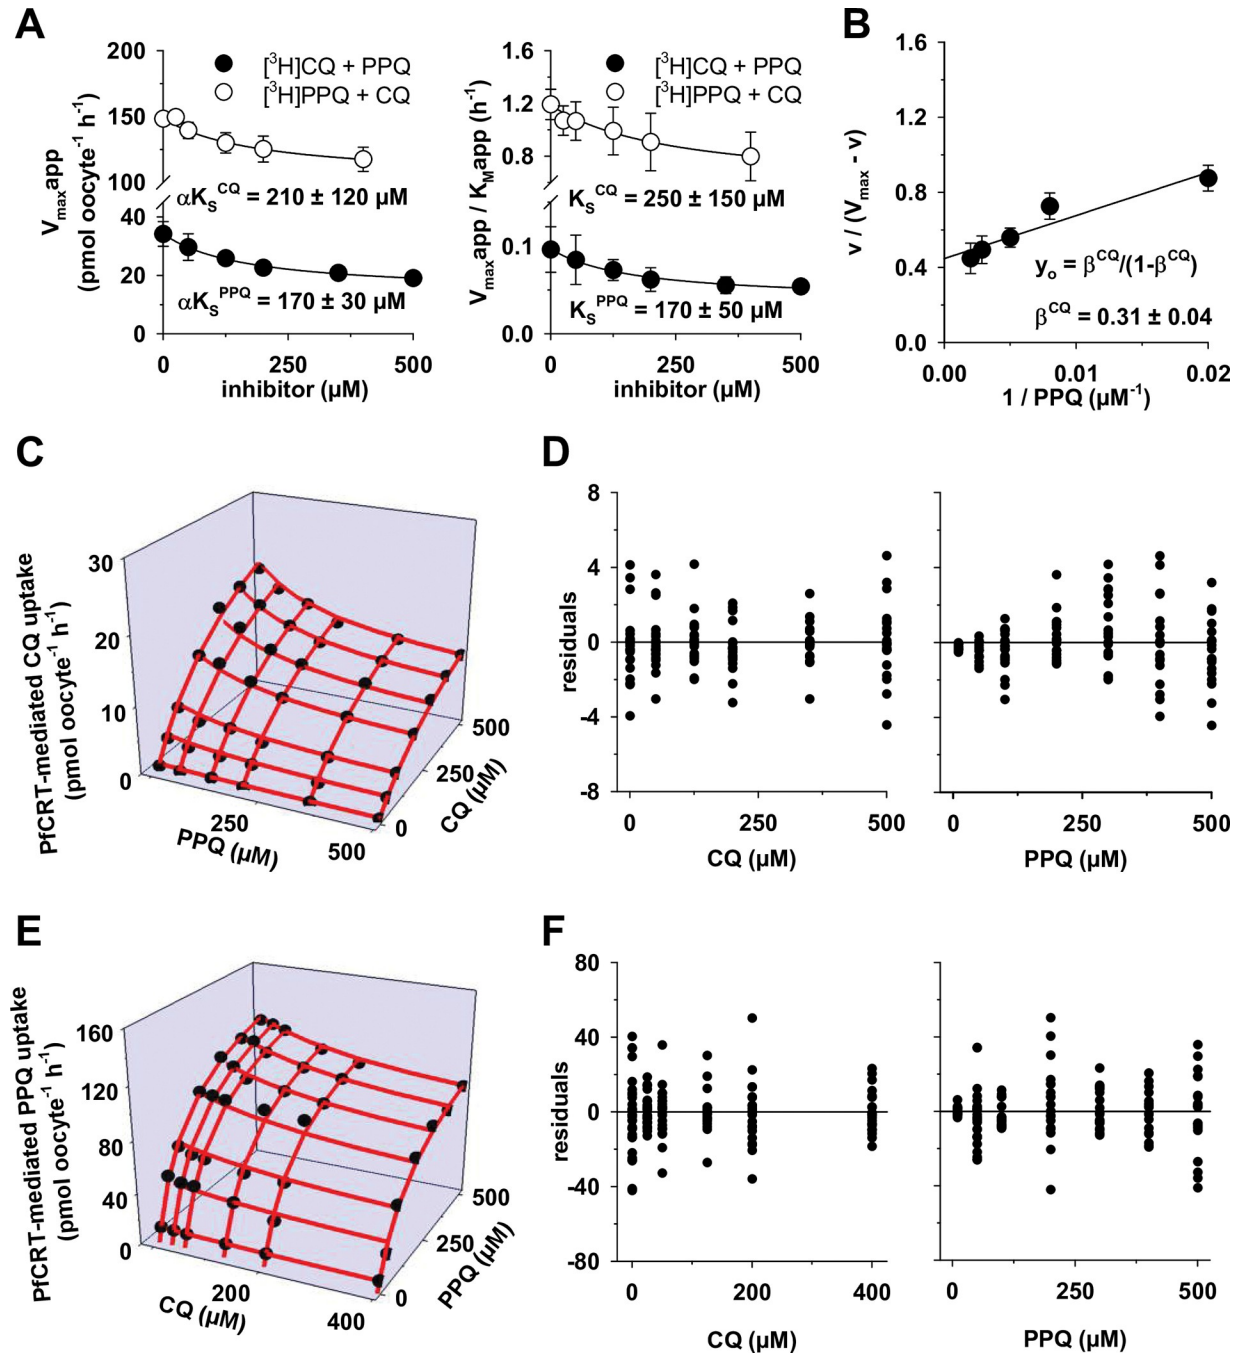 A
200
150
100
40
20
0
V_max app
(pmol oocyte⁻¹ h⁻¹)
[³H]CQ + PPQ
[³H]PPQ + CQ
αK_S^CQ = 210 ± 120 µM
αK_S^PPQ = 170 ± 30 µM
0 250 500
inhibitor (µM)
1.6
1.2
0.8
0.1
0.0
V_max app / K_M app (h⁻¹)
[³H]CQ + PPQ
[³H]PPQ + CQ
K_S^CQ = 250 ± 150 µM
K_S^PPQ = 170 ± 50 µM
0 250 500
inhibitor (µM)
B
1.6
1.2
0.8
0.4
0.0
v / (V_max - v)
y_o = β^CQ/(1-β^CQ)
β^CQ = 0.31 ± 0.04
0.00 0.01 0.02
1 / PPQ (µM⁻¹)
C
PfCRT-mediated CQ uptake
(pmol oocyte⁻¹ h⁻¹)
30
20
10
0
250
500
PPQ (µM)
0
250
500
CQ (µM)
D
residuals
8
4
0
-4
-8
0 250 500
CQ (µM)
0 250 500
PPQ (µM)
E
PfCRT-mediated PPQ uptake
(pmol oocyte⁻¹ h⁻¹)
160
120
80
40
0
200
400
CQ (µM)
0
250
500
PPQ (µM)
F
residuals
80
40
0
-40
-80
0 200 400
CQ (µM)
0 250 500
PPQ (µM)